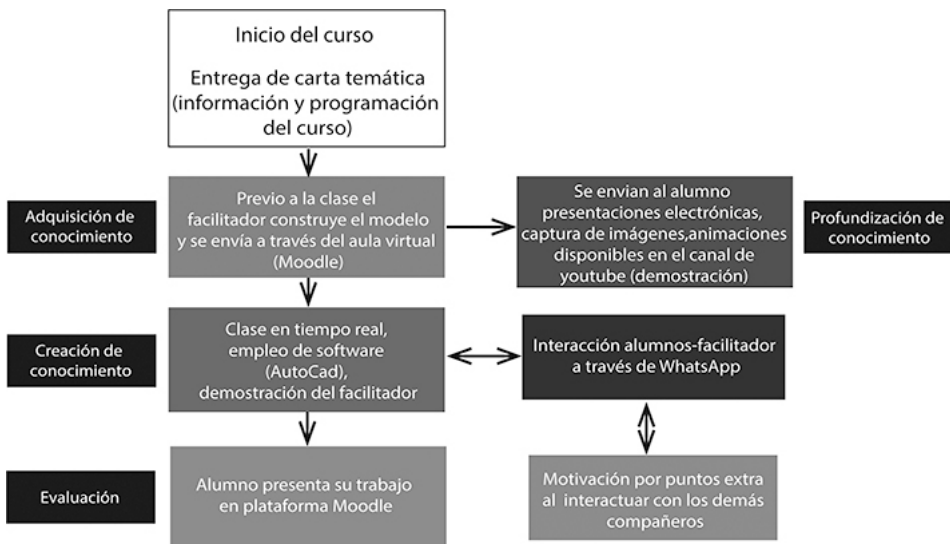 Inicio del curso
Entrega de carta temática
(información y programación
del curso)
Adquisición de
conocimiento
Previo a la clase el
facilitador construye el modelo
y se envía a través del aula virtual
(Moodle)
Se envian al alumno
presentaciones electrónicas,
captura de imágenes,animaciones
disponibles en el canal de
youtube (demostración)
Profundización de
conocimiento
Creación de
conocimiento
Clase en tiempo real,
empleo de software
(AutoCad),
demostración del facilitador
Interacción alumnos-facilitador
a través de WhatsApp
Evaluación
Alumno presenta su trabajo
en plataforma Moodle
Motivación por puntos extra
al interactuar con los demás
compañeros